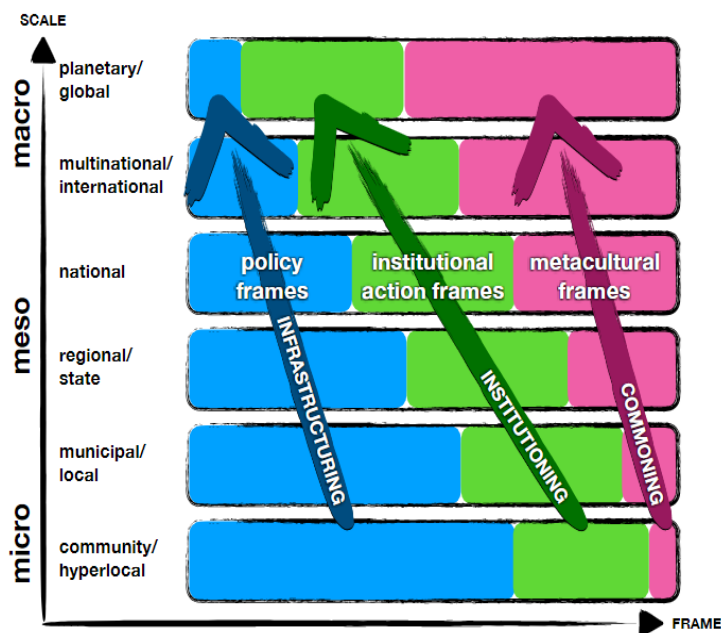 SCALE
macro
planetary/
global
multinational/
international
meso
national
policy
frames
institutional
action frames
metacultural
frames
regional/
state
INFRASTRUCTURING
INSTITUTIONING
COMMONING
micro
municipal/
local
community/
hyperlocal
FRAME